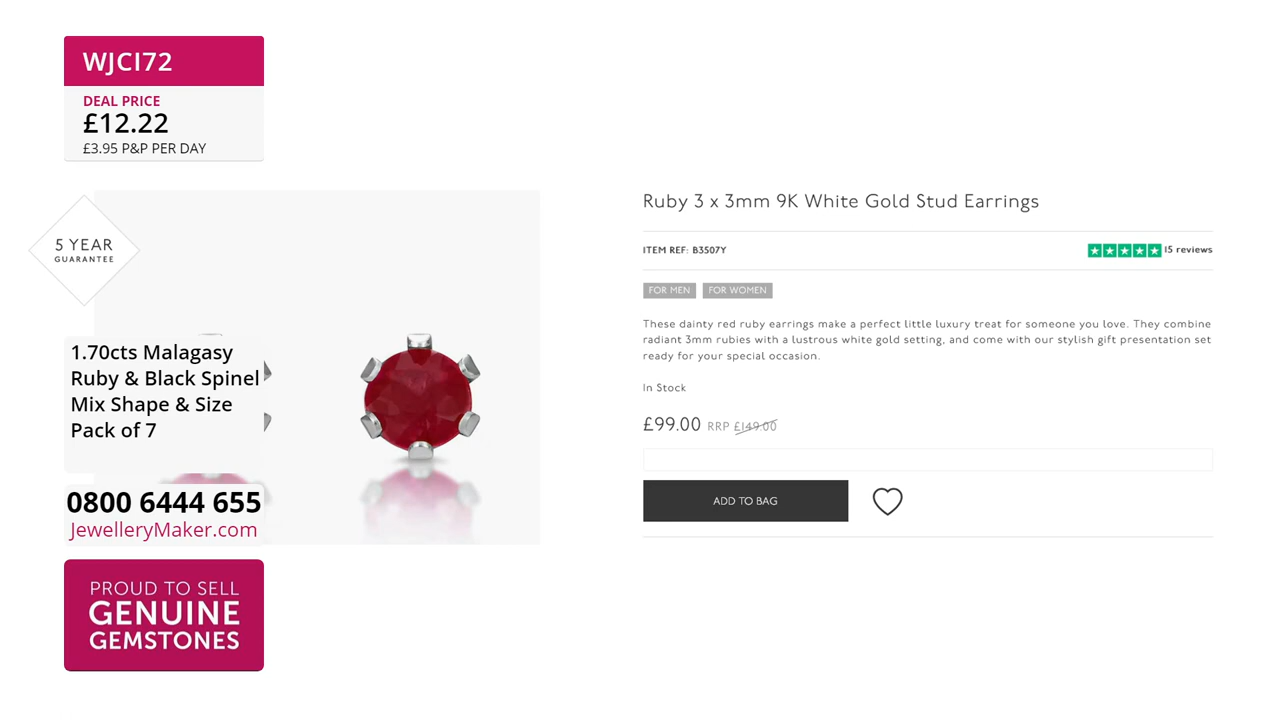 WJCI72
DEAL PRICE
£12.22
£3.95 P&P PER DAY
5 YEAR
GUARANTEE
1.70cts Malagasy
Ruby & Black Spinel
Mix Shape & Size
Pack of 7
0800 6444 655
JewelleryMaker.com
PROUD TO SELL
GENUINE
GEMSTONES
Ruby 3 x 3mm 9K White Gold Stud Earrings
ITEM REF: B3507Y
15 reviews
FOR MEN FOR WOMEN
These dainty red ruby earrings make a perfect little luxury treat for someone you love. They combine
radiant 3mm rubies with a lustrous white gold setting, and come with our stylish gift presentation set
ready for your special occasion.
In Stock
£99.00 RRP £149.00
ADD TO BAG